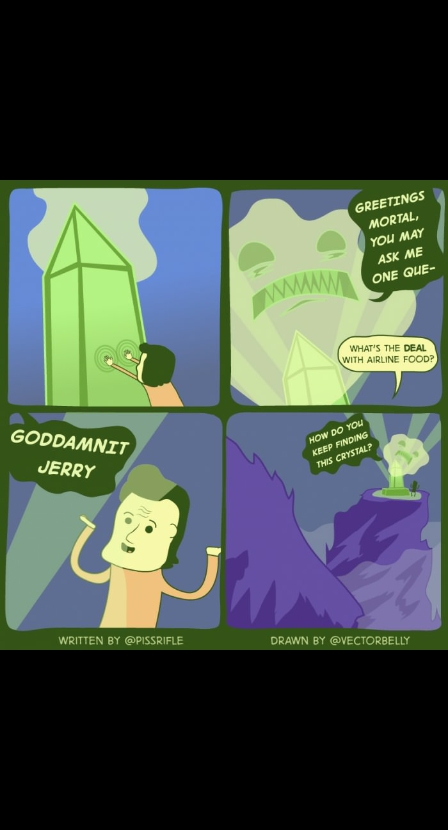 GREETINGS
MORTAL,
YOU MAY
ASK ME
ONE QUE-
WHAT'S THE DEAL
WITH AIRLINE FOOD?
GODDAMNIT
JERRY
HOW DO YOU
KEEP FINDING
THIS CRYSTAL?
WRITTEN BY @PISSRIFLE
DRAWN BY @VECTORBELLY